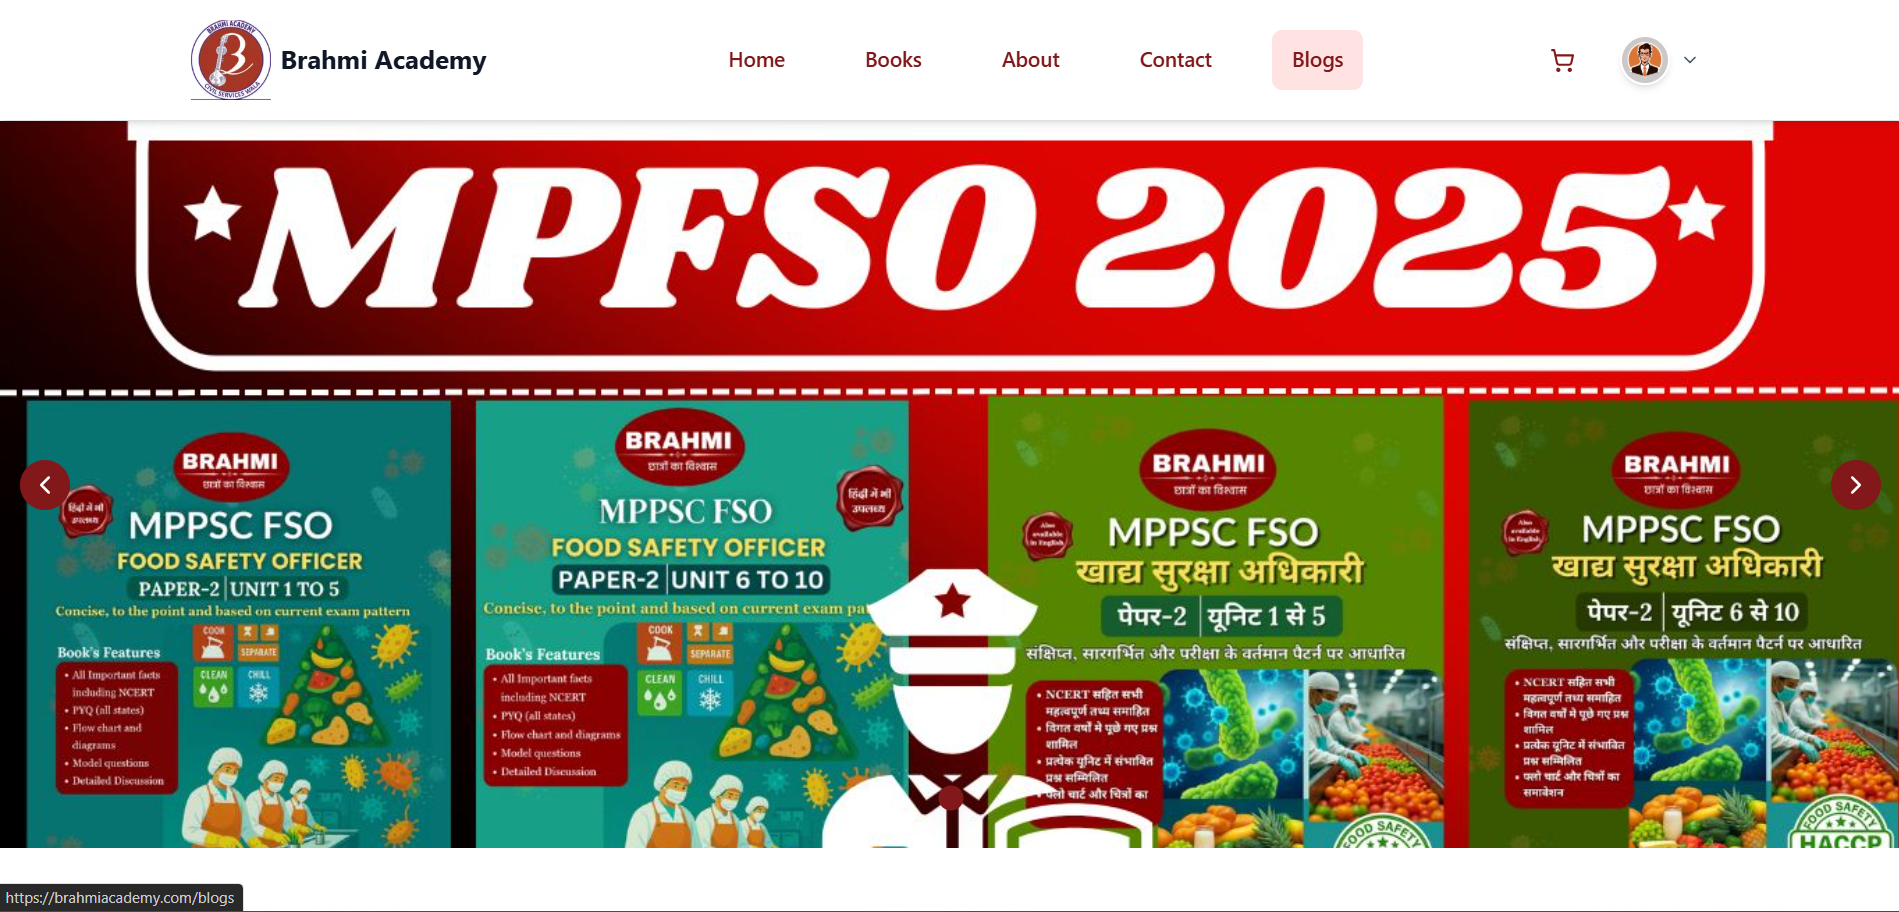 BRAHMI ACADEMY
CIVIL SERVICES WALA
Brahmi Academy
Home
Books
About
Contact
Blogs
MPFSO 2025
BRAHMI
छात्रों का विश्वास
हिंदी में भी
उपलब्ध
MPPSC FSO
FOOD SAFETY OFFICER
PAPER-2 | UNIT 1 TO 5
Concise, to the point and based on current exam pattern
Book's Features
• All Important facts
including NCERT
• PYQ (all states)
• Flow chart and
diagrams
• Model questions
• Detailed Discussion
COOK
SEPARATE
CLEAN
CHILL
BRAHMI
छात्रों का विश्वास
हिंदी में भी
उपलब्ध
MPPSC FSO
FOOD SAFETY OFFICER
PAPER-2 | UNIT 6 TO 10
Concise, to the point and based on current exam
Book's Features
• All Important facts
including NCERT
• PYQ (all states)
• Flow chart and diagrams
• Model questions
• Detailed Discussion
COOK
SEPARATE
CLEAN
CHILL
BRAHMI
छात्रों का विश्वास
Also
available
in English
MPPSC FSO
खाद्य सुरक्षा अधिकारी
पेपर-2 | यूनिट 1 से 5
संक्षिप्त, सारगर्भित और परीक्षा के वर्तमान पैटर्न पर आधारित
• NCERT सहित सभी
महत्वपूर्ण तथ्य समाहित
• विगत वर्षो मे पूछे गए प्रश्न
शामिल
• प्रत्येक यूनिट में संभावित
प्रश्न सम्मिलित
• फ्लो चार्ट और चित्रों का
FOOD SAFETY
BRAHMI
छात्रों का विश्वास
Also
available
in English
MPPSC FSO
खाद्य सुरक्षा अधिकारी
पेपर-2 | यूनिट 6 से 10
संक्षिप्त, सारगर्भित और परीक्षा के वर्तमान पैटर्न पर आधारित
• NCERT सहित सभी
महत्वपूर्ण तथ्य समाहित
• विगत वर्षो मे पूछे गए प्रश्न
शामिल
• प्रत्येक यूनिट में संभावित
प्रश्न सम्मिलित
• फ्लो चार्ट और चित्रों का
समावेशन
FOOD SAFETY
HACCP
https://brahmiacademy.com/blogs